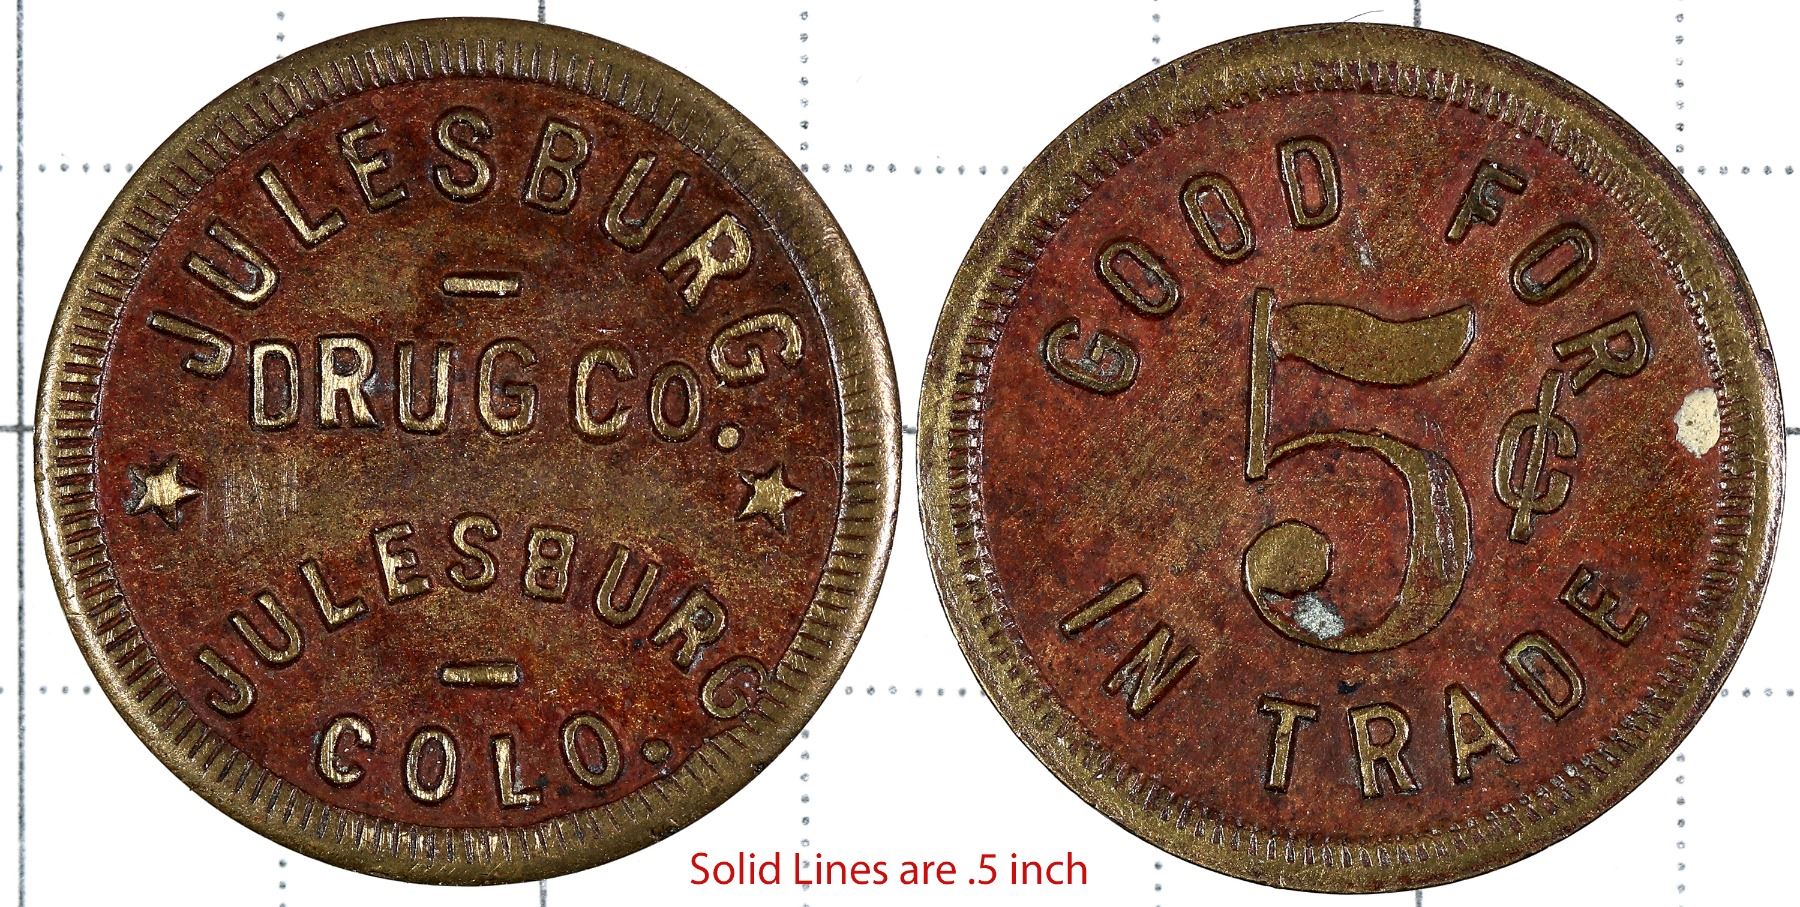 JULESBURG
DRUG CO.
JULESBURG
COLO.
GOOD FOR
5¢
IN TRADE
Solid Lines are .5 inch